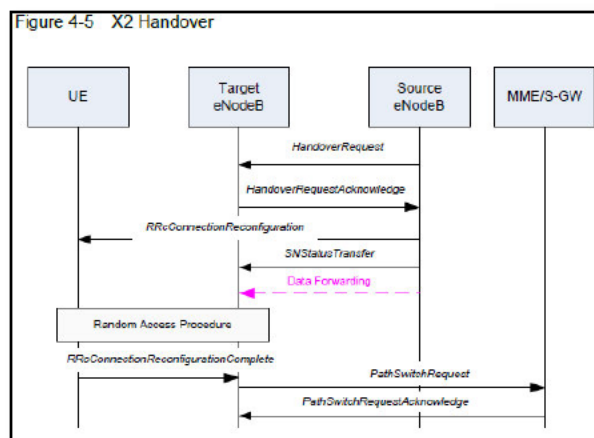 Figure 4-5 X2 Handover
UE
Target
eNodeB
Source
eNodeB
MME/S-GW
HandoverRequest
HandoverRequestAcknowledge
RRcConnectionReconfiguration
SNStatusTransfer
Data Forwarding
Random Access Procedure
RRcConnectionReconfigurationComplete
PathSwitchRequest
PathSwitchRequestAcknowledge